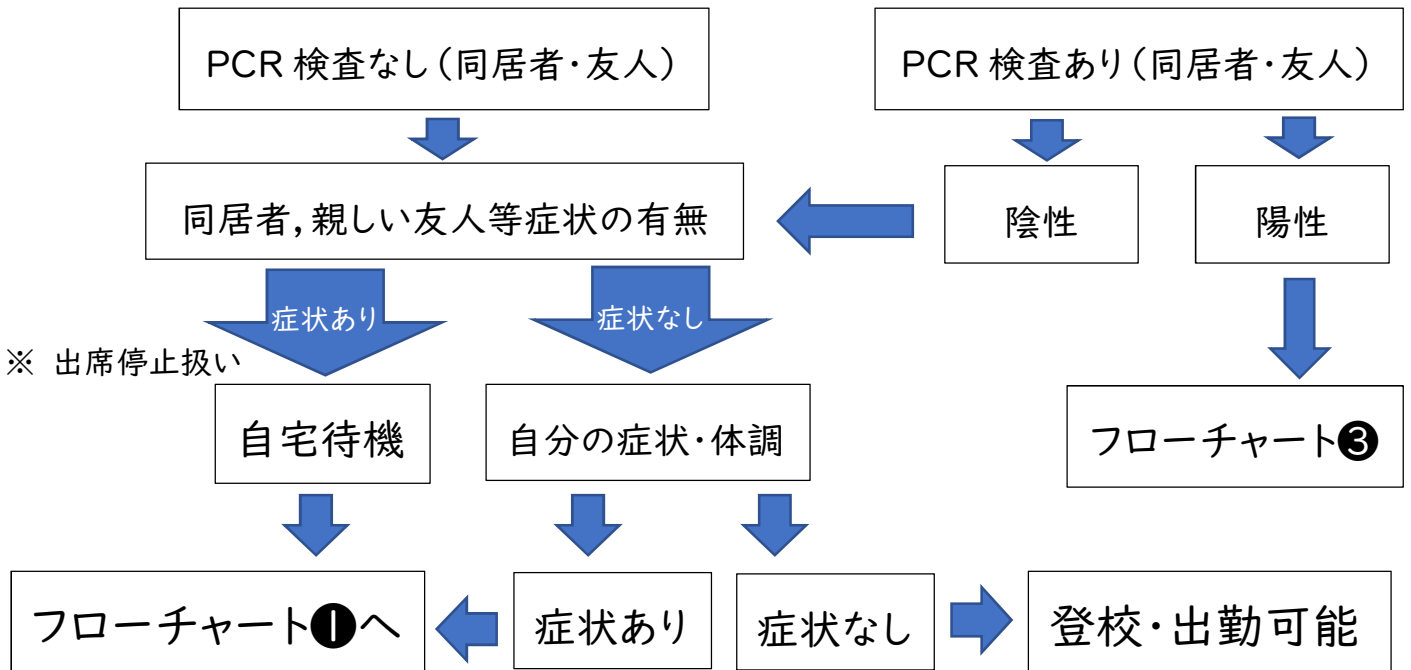 PCR 検査なし（同居者・友人）
PCR 検査あり（同居者・友人）
同居者,親しい友人等症状の有無
陰性
陽性
症状あり
症状なし
※ 出席停止扱い
自宅待機
自分の症状・体調
フローチャート❸
フローチャート❶へ
症状あり
症状なし
登校・出勤可能